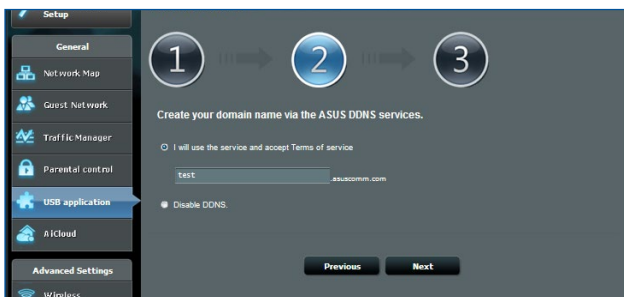 Setup
General
Network Map
Guest Network
Traffic Manager
Parental control
USB application
AiCloud
Advanced Settings
Wireless
1
2
3
Create your domain name via the ASUS DDNS services.
I will use the service and accept Terms of service
test .asuscomm.com
Disable DDNS.
Previous Next